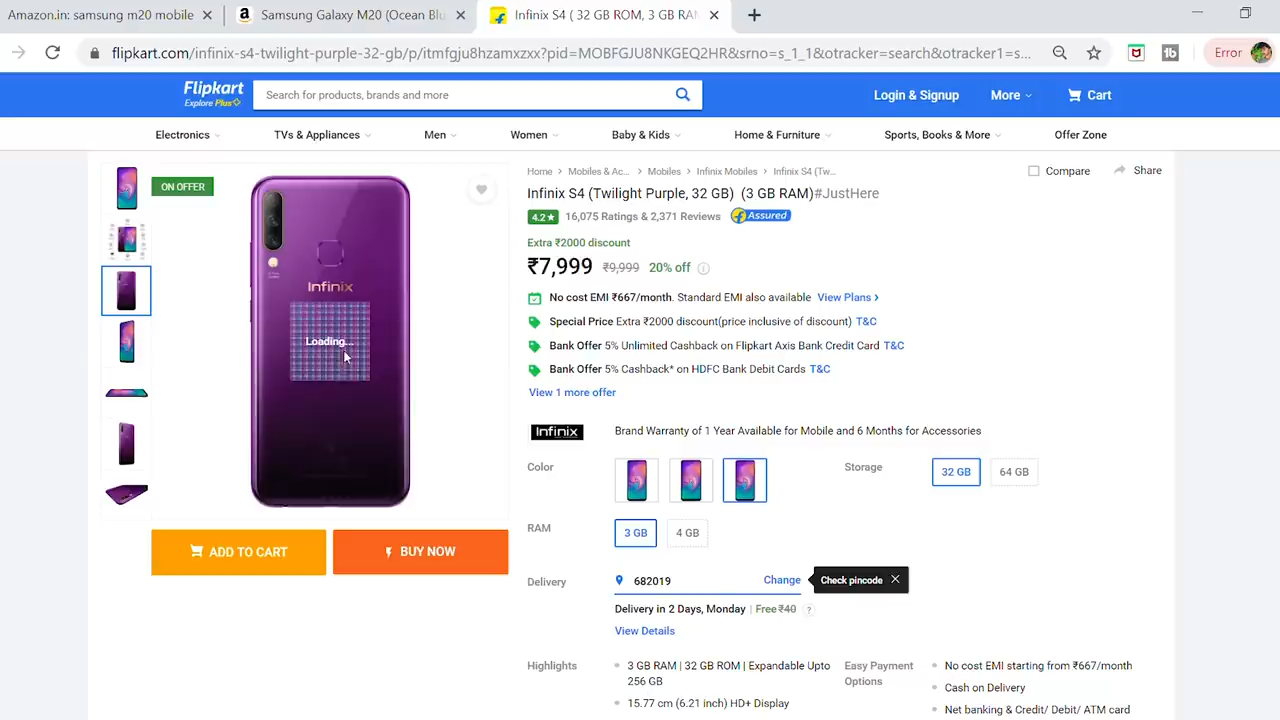 Amazon.in: samsung m20 mobile
Samsung Galaxy M20 (Ocean Blu
Infinix S4 ( 32 GB ROM, 3 GB RAM
flipkart.com/infinix-s4-twilight-purple-32-gb/p/itmfgju8hzamxzxx?pid=MOBFGJU8NKGEQ2HR&srno=s_1_1&otracker=search&otracker1=s...
Error
Flipkart
Explore Plus
Search for products, brands and more
Login & Signup
More
Cart
Electronics
TVs & Appliances
Men
Women
Baby & Kids
Home & Furniture
Sports, Books & More
Offer Zone
ON OFFER
Infinix
Loading...
ADD TO CART
BUY NOW
Home > Mobiles & Ac... > Mobiles > Infinix Mobiles > Infinix S4 (Tw...
Compare
Share
Infinix S4 (Twilight Purple, 32 GB) (3 GB RAM)#JustHere
4.2★ 16,075 Ratings & 2,371 Reviews Assured
Extra ₹2000 discount
₹7,999 ₹9,999 20% off
No cost EMI ₹667/month. Standard EMI also available View Plans >
Special Price Extra ₹2000 discount(price inclusive of discount) T&C
Bank Offer 5% Unlimited Cashback on Flipkart Axis Bank Credit Card T&C
Bank Offer 5% Cashback* on HDFC Bank Debit Cards T&C
View 1 more offer
Infinix
Brand Warranty of 1 Year Available for Mobile and 6 Months for Accessories
Color
Storage
32 GB
64 GB
RAM
3 GB
4 GB
Delivery
682019
Change
Check pincode
Delivery in 2 Days, Monday | Free ₹40 ?
View Details
Highlights
3 GB RAM | 32 GB ROM | Expandable Upto
256 GB
15.77 cm (6.21 inch) HD+ Display
Easy Payment
Options
No cost EMI starting from ₹667/month
Cash on Delivery
Net banking & Credit/ Debit/ ATM card